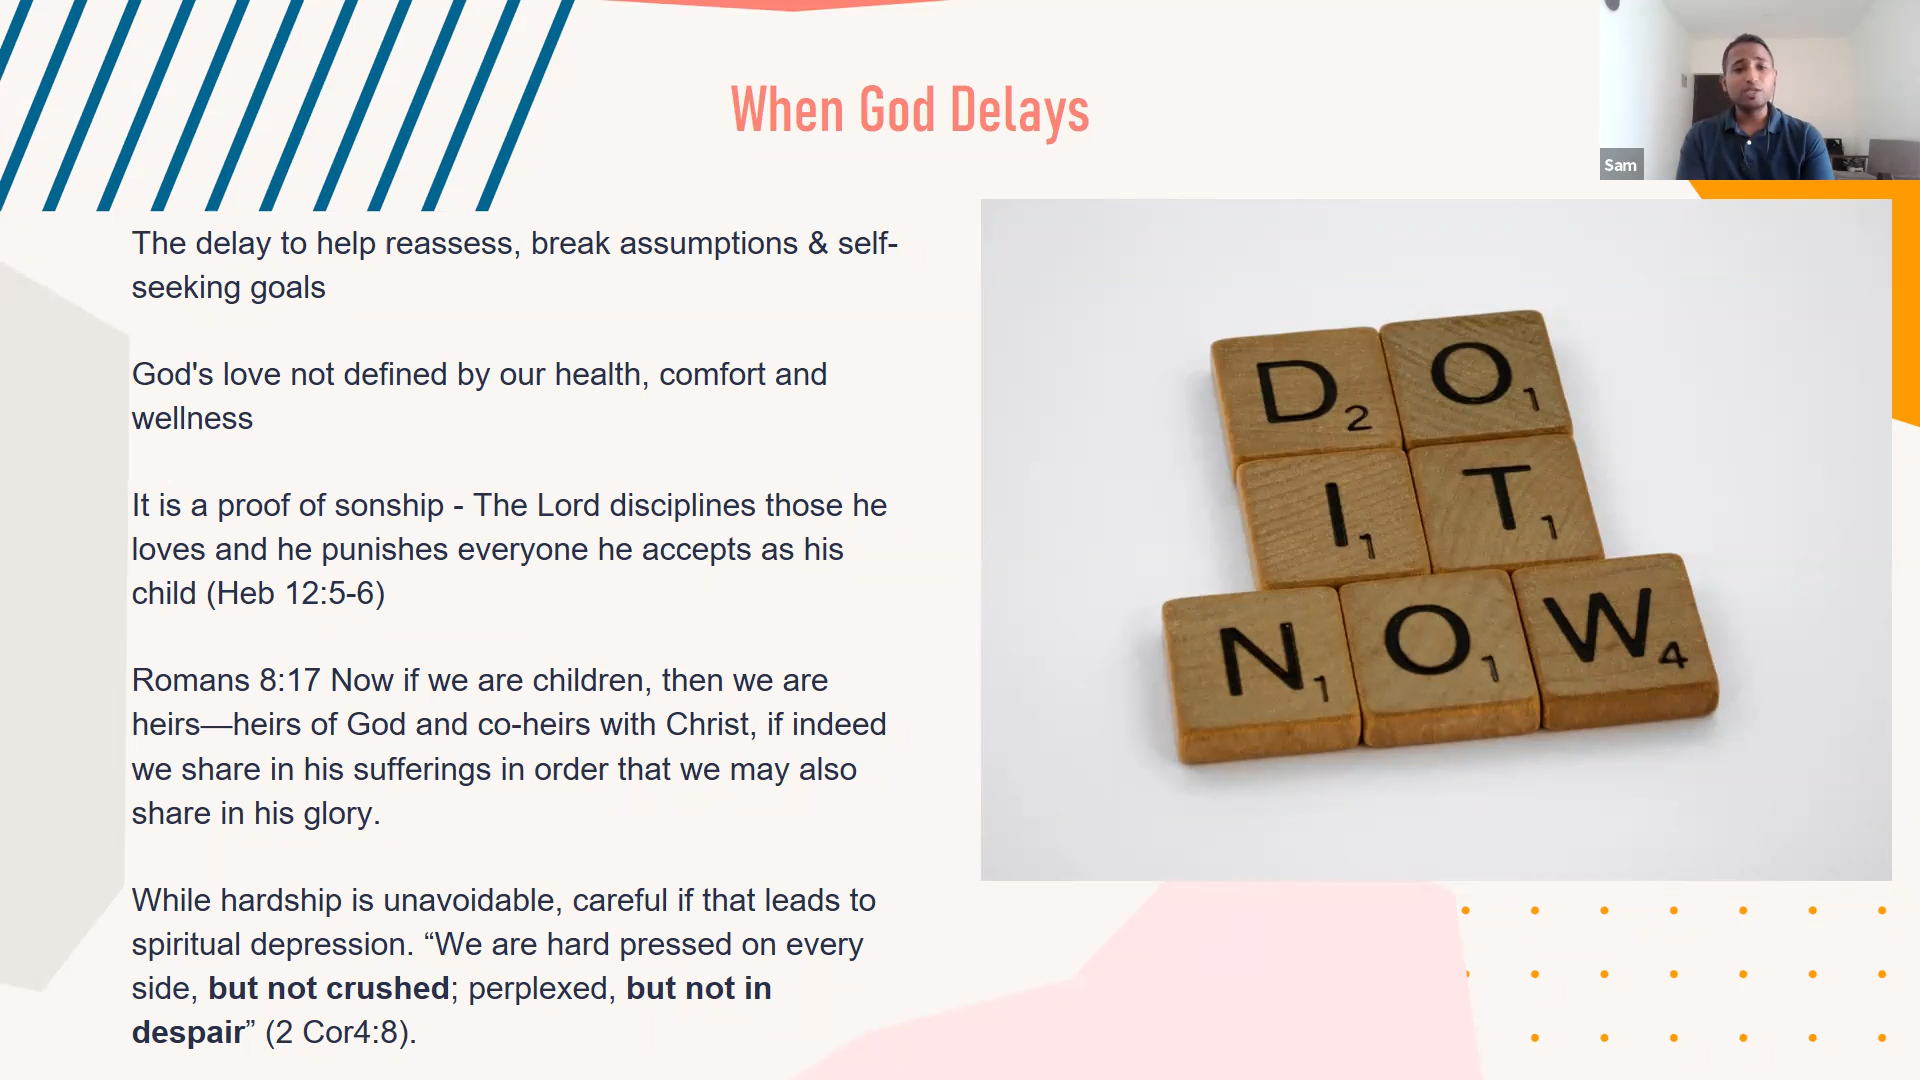 When God Delays
Sam
The delay to help reassess, break assumptions & self-
seeking goals
God's love not defined by our health, comfort and
wellness
It is a proof of sonship - The Lord disciplines those he
loves and he punishes everyone he accepts as his
child (Heb 12:5-6)
Romans 8:17 Now if we are children, then we are
heirs—heirs of God and co-heirs with Christ, if indeed
we share in his sufferings in order that we may also
share in his glory.
While hardship is unavoidable, careful if that leads to
spiritual depression. “We are hard pressed on every
side, but not crushed; perplexed, but not in
despair” (2 Cor4:8).
D2 O1
I1 T1
N1 O1 W4